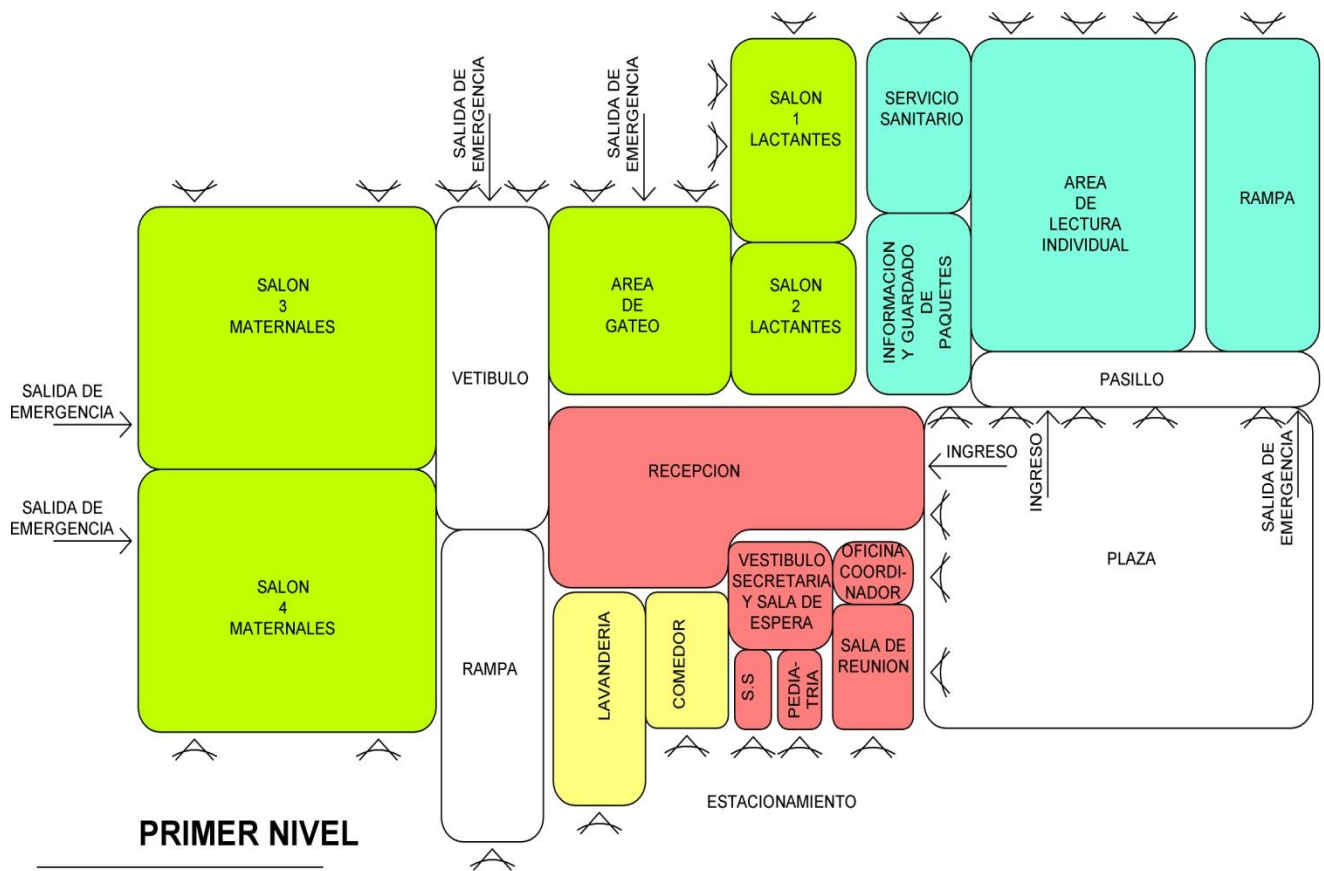 SALIDA DE
EMERGENCIA
SALIDA DE
EMERGENCIA
SALON
1
LACTANTES
SERVICIO
SANITARIO
AREA
DE
LECTURA
INDIVIDUAL
RAMPA
SALON
3
MATERNALES
VETIBULO
AREA
DE
GATEO
SALON
2
LACTANTES
INFORMACION
Y GUARDADO
DE
PAQUETES
PASILLO
SALIDA DE
EMERGENCIA
RECEPCION
INGRESO
INGRESO
SALIDA DE
EMERGENCIA
SALIDA DE
EMERGENCIA
PLAZA
SALON
4
MATERNALES
RAMPA
LAVANDERIA
COMEDOR
VESTIBULO
SECRETARIA
Y SALA DE
ESPERA
OFICINA
COORDI-
NADOR
SALA DE
REUNION
S.S
PEDIA-
TRIA
ESTACIONAMIENTO
PRIMER NIVEL